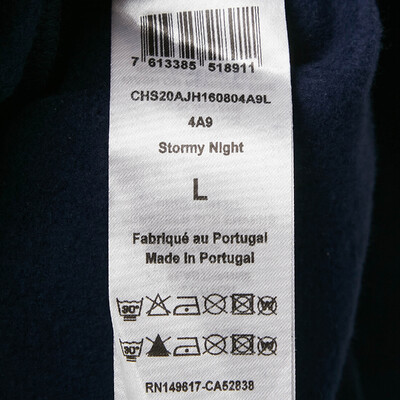 7 613385 518911
CHS20AJH160804A9L
4A9
Stormy Night
L
Fabriqué au Portugal
Made in Portugal
30°
30°
RN149617-CA52838